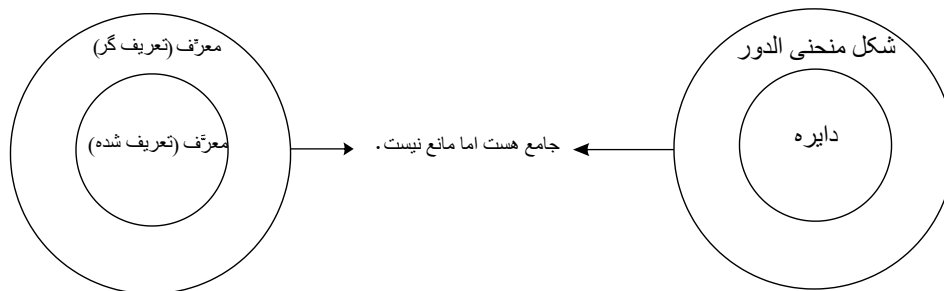 شکل منحنی الدور
دایره
جامع هست اما مانع نیست.
معرّف (تعریف گر)
معرَّف (تعریف شده)